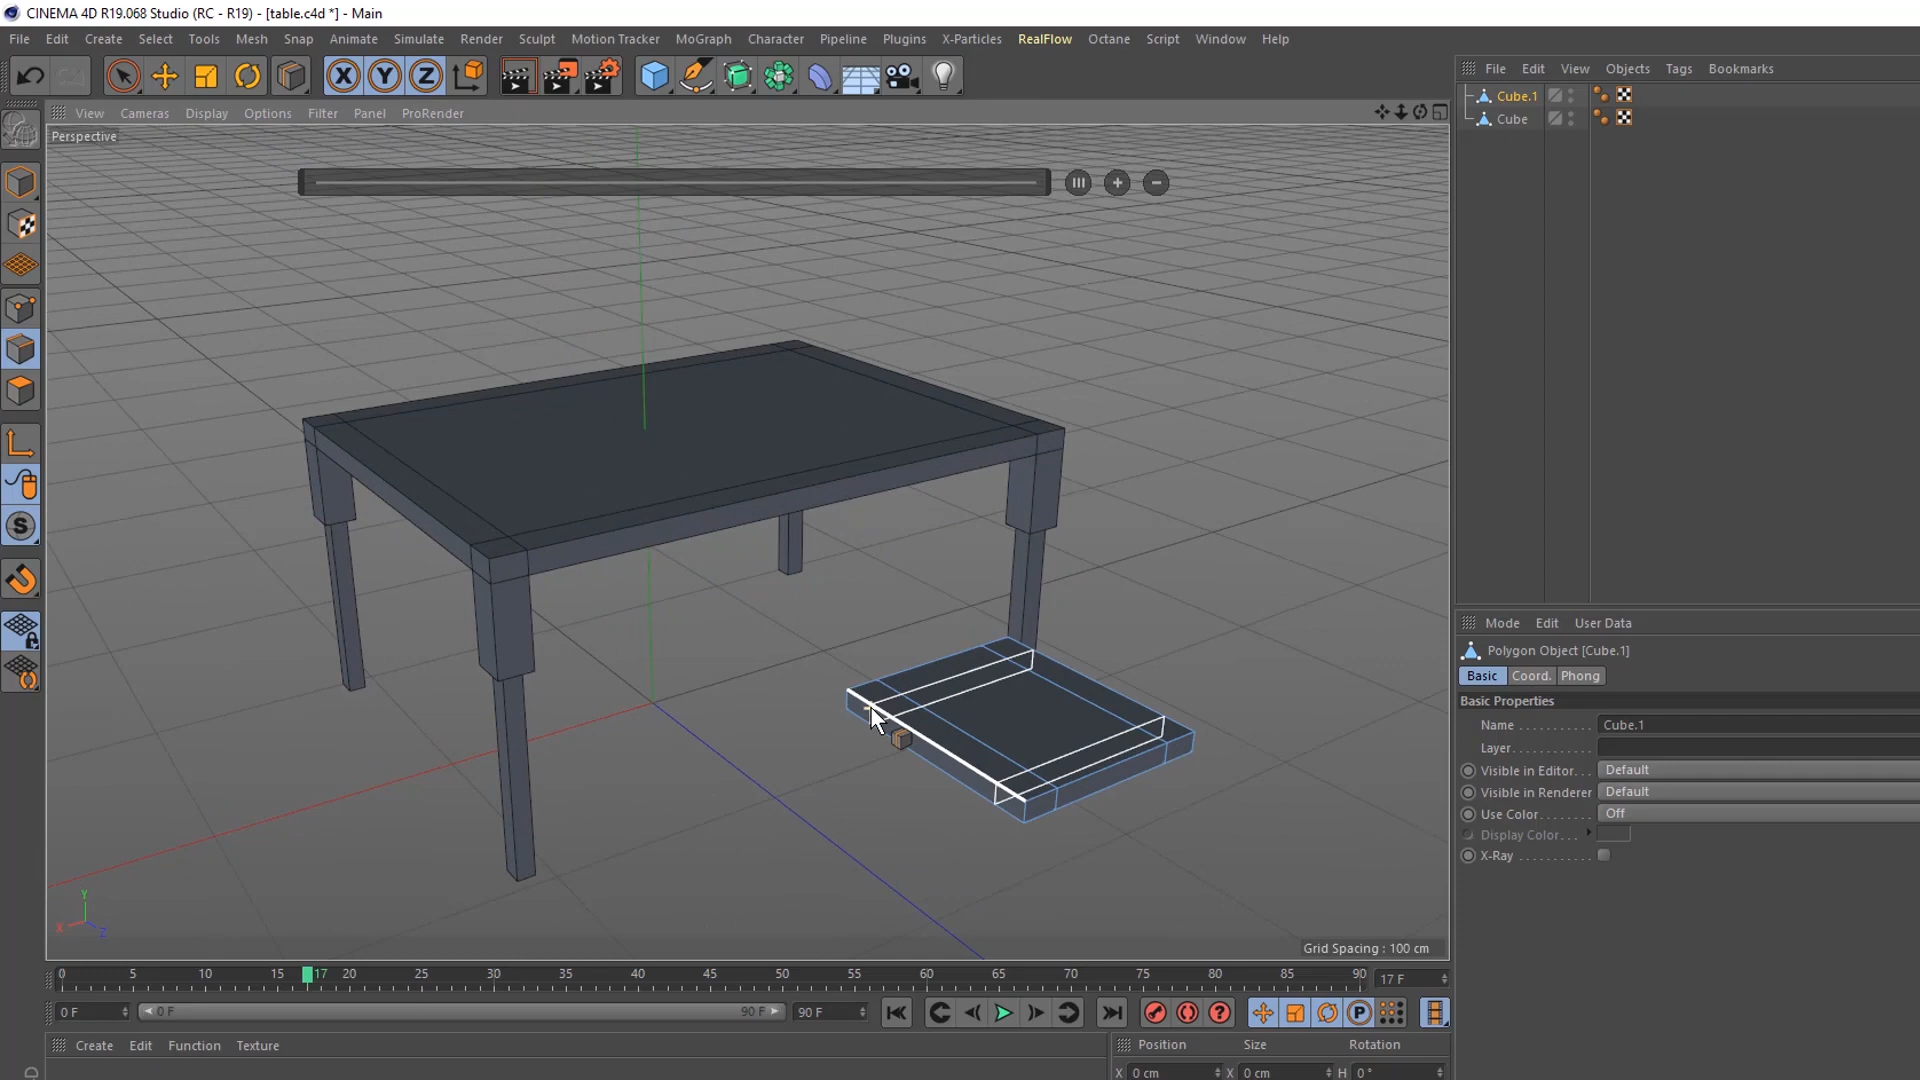 CINEMA 4D R19.068 Studio (RC - R19) - [table.c4d *] - Main
File Edit Create Select Tools Mesh Snap Animate Simulate Render Sculpt Motion Tracker MoGraph Character Pipeline Plugins X-Particles RealFlow Octane Script Window Help
File Edit View Objects Tags Bookmarks
X Y Z
Cube.1
Cube
View Cameras Display Options Filter Panel ProRender
Perspective
S
Mode Edit User Data
Polygon Object [Cube.1]
Basic Coord. Phong
Basic Properties
Name . . . . . . . . . . . Cube.1
Layer. . . . . . . . . . . .
Visible in Editor. . . Default
Visible in Renderer Default
Use Color. . . . . . . . Off
Display Color. . .
X-Ray . . . . . . . . . . .
Y
X
Z
Grid Spacing : 100 cm
0 5 10 15 17 20 25 30 35 40 45 50 55 60 65 70 75 80 85 90 17 F
0 F 0 F 90 F 90 F P
Create Edit Function Texture
Position Size Rotation
X 0 cm X 0 cm H 0 °